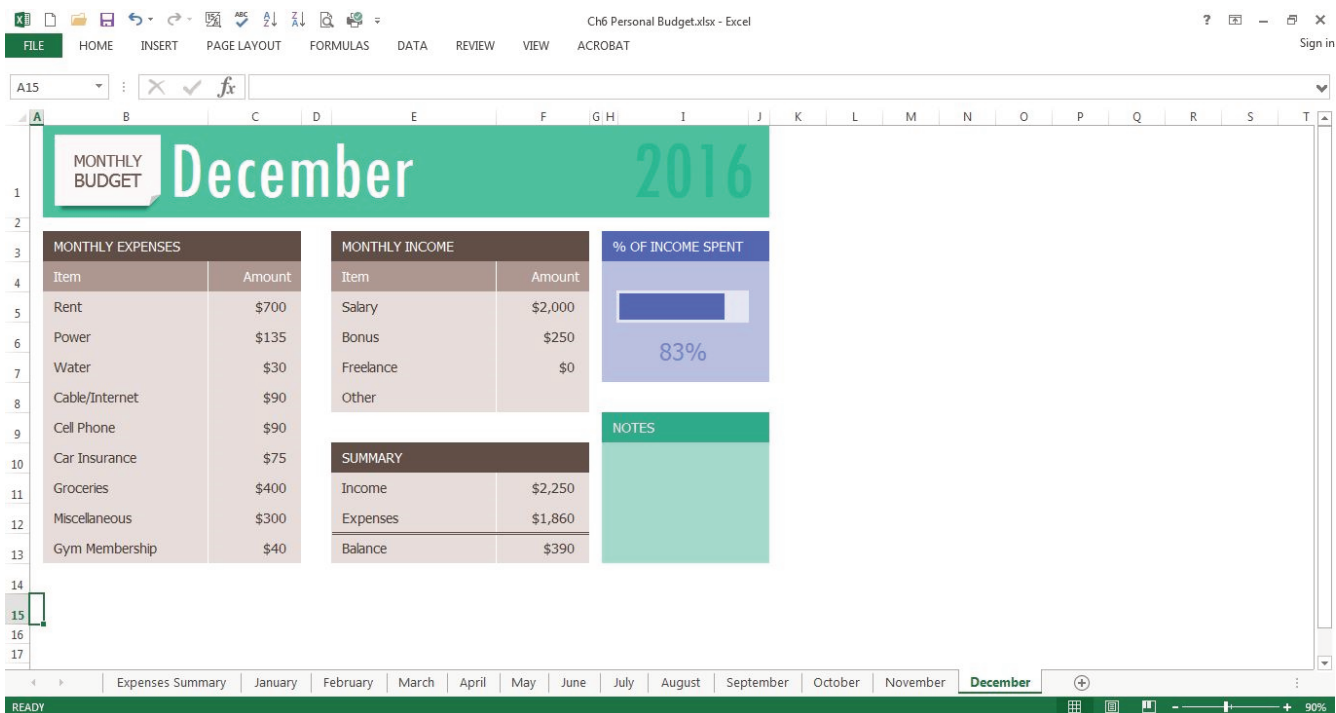 Ch6 Personal Budget.xlsx - Excel
?
FILE HOME INSERT PAGE LAYOUT FORMULAS DATA REVIEW VIEW ACROBAT Sign in
A15 fx
A B C D E F G H I J K L M N O P Q R S T
1
MONTHLY BUDGET December 2016
2
3 MONTHLY EXPENSES MONTHLY INCOME % OF INCOME SPENT
4 Item Amount Item Amount
5 Rent $700 Salary $2,000
6 Power $135 Bonus $250 83%
7 Water $30 Freelance $0
8 Cable/Internet $90 Other
9 Cell Phone $90 NOTES
10 Car Insurance $75 SUMMARY
11 Groceries $400 Income $2,250
12 Miscellaneous $300 Expenses $1,860
13 Gym Membership $40 Balance $390
14
15
16
17
Expenses Summary January February March April May June July August September October November December
READY 90%